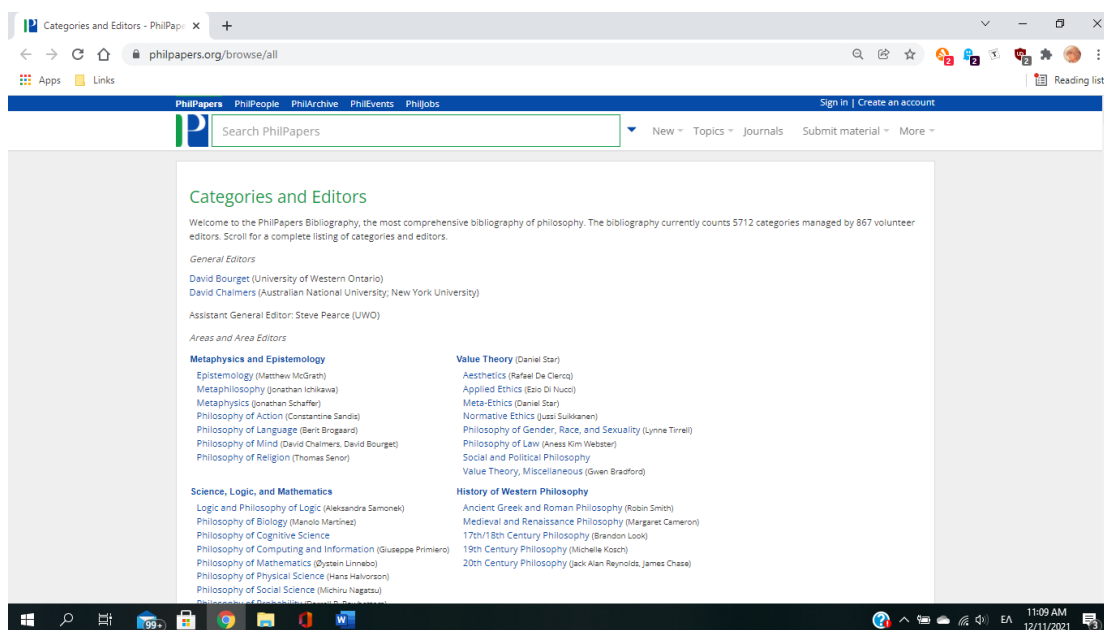 Categories and Editors - PhilPape
philpapers.org/browse/all
Apps Links Reading list
PhilPapers PhilPeople PhilArchive PhilEvents PhilJobs Sign in | Create an account
Search PhilPapers New Topics Journals Submit material More
Categories and Editors
Welcome to the PhilPapers Bibliography, the most comprehensive bibliography of philosophy. The bibliography currently counts 5712 categories managed by 867 volunteer
editors. Scroll for a complete listing of categories and editors.
General Editors
David Bourget (University of Western Ontario)
David Chalmers (Australian National University; New York University)
Assistant General Editor: Steve Pearce (UWO)
Areas and Area Editors
Metaphysics and Epistemology
Epistemology (Matthew McGrath)
Metaphilosophy (Jonathan Ichikawa)
Metaphysics (Jonathan Schaffer)
Philosophy of Action (Constantine Sandis)
Philosophy of Language (Berit Brogaard)
Philosophy of Mind (David Chalmers, David Bourget)
Philosophy of Religion (Thomas Senor)
Value Theory (Daniel Star)
Aesthetics (Rafael De Clercq)
Applied Ethics (Ezio Di Nucci)
Meta-Ethics (Daniel Star)
Normative Ethics (Jussi Suikkanen)
Philosophy of Gender, Race, and Sexuality (Lynne Tirrell)
Philosophy of Law (Aness Kim Webster)
Social and Political Philosophy
Value Theory, Miscellaneous (Gwen Bradford)
Science, Logic, and Mathematics
Logic and Philosophy of Logic (Aleksandra Samonek)
Philosophy of Biology (Manolo Martínez)
Philosophy of Cognitive Science
Philosophy of Computing and Information (Giuseppe Primiero)
Philosophy of Mathematics (Øystein Linnebo)
Philosophy of Physical Science (Hans Halvorson)
Philosophy of Social Science (Michiru Nagatsu)
Philosophy of Probability (Darrell P. Rowbottom)
History of Western Philosophy
Ancient Greek and Roman Philosophy (Robin Smith)
Medieval and Renaissance Philosophy (Margaret Cameron)
17th/18th Century Philosophy (Brandon Look)
19th Century Philosophy (Michelle Kosch)
20th Century Philosophy (Jack Alan Reynolds, James Chase)
99+
ΕΛ
11:09 AM
12/11/2021
3